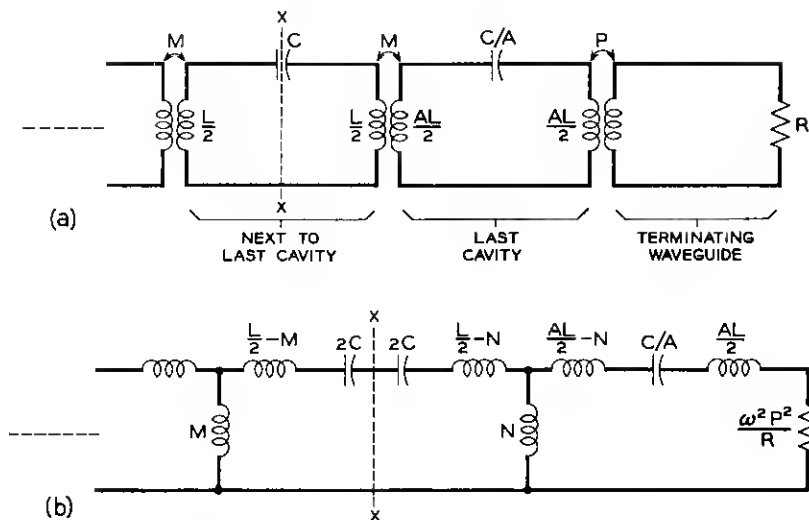 X
M C M C/A P
L/2 L/2 AL/2 AL/2 R
X
(a)
NEXT TO LAST CAVITY
LAST CAVITY
TERMINATING WAVEGUIDE
X
L/2-M 2C 2C L/2-N AL/2-N C/A AL/2
M N ω²P²/R
X
(b)